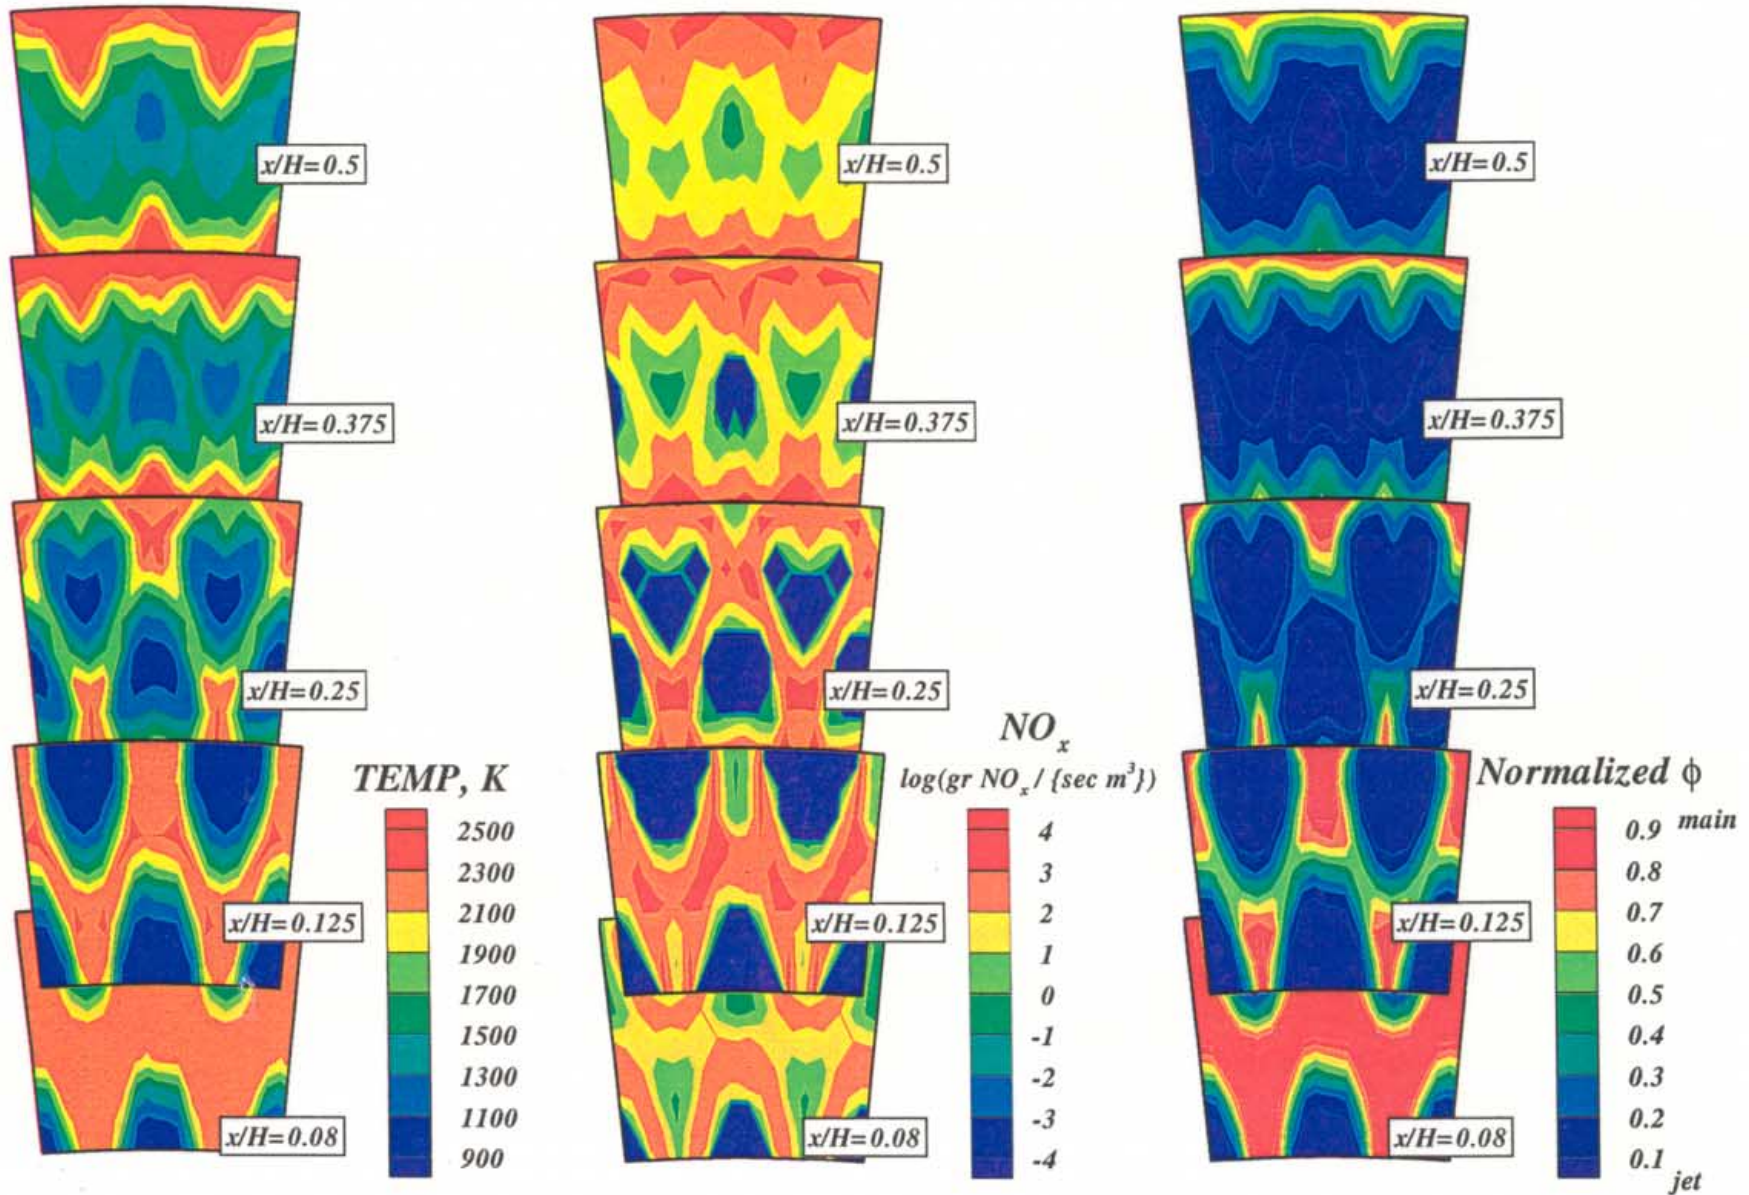 x/H=0.5
x/H=0.375
x/H=0.25
x/H=0.125
x/H=0.08
TEMP, K
2500
2300
2100
1900
1700
1500
1300
1100
900
x/H=0.5
x/H=0.375
x/H=0.25
x/H=0.125
x/H=0.08
NOx
log(gr NOx / {sec m³})
4
3
2
1
0
-1
-2
-3
-4
x/H=0.5
x/H=0.375
x/H=0.25
x/H=0.125
x/H=0.08
Normalized ϕ
0.9 main
0.8
0.7
0.6
0.5
0.4
0.3
0.2
0.1
jet